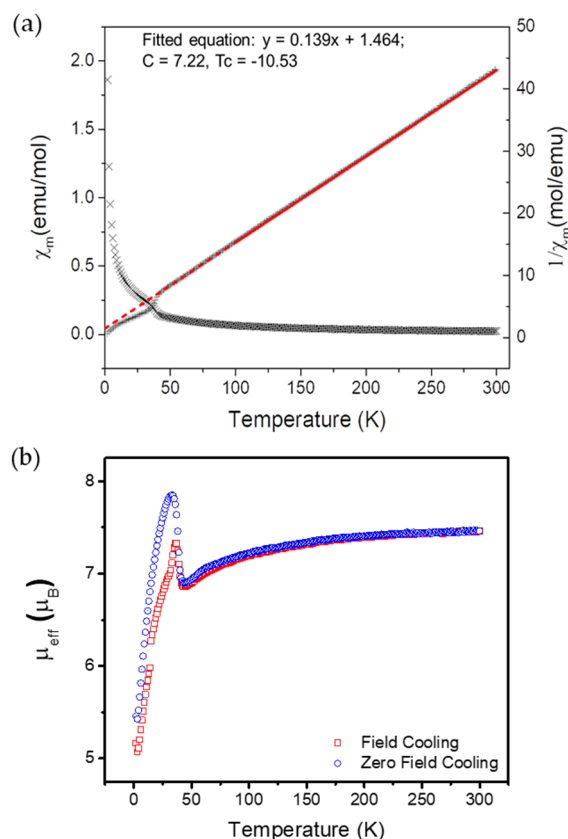 (a)
Fitted equation: y = 0.139x + 1.464;
C = 7.22, Tc = -10.53
2.0
1.5
1.0
0.5
0.0
χm(emu/mol)
50
40
30
20
10
0
1/χm(mol/emu)
0 50 100 150 200 250 300
Temperature (K)
(b)
8
7
6
5
μeff (μB)
Field Cooling
Zero Field Cooling
0 50 100 150 200 250 300
Temperature (K)